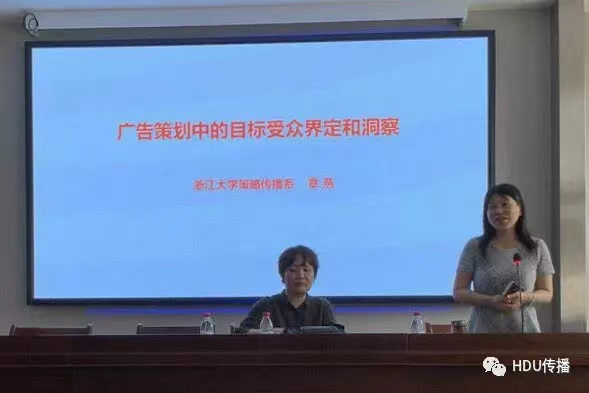 广告策划中的目标受众界定和洞察
浙江大学策略传播系 章燕
HDU传播